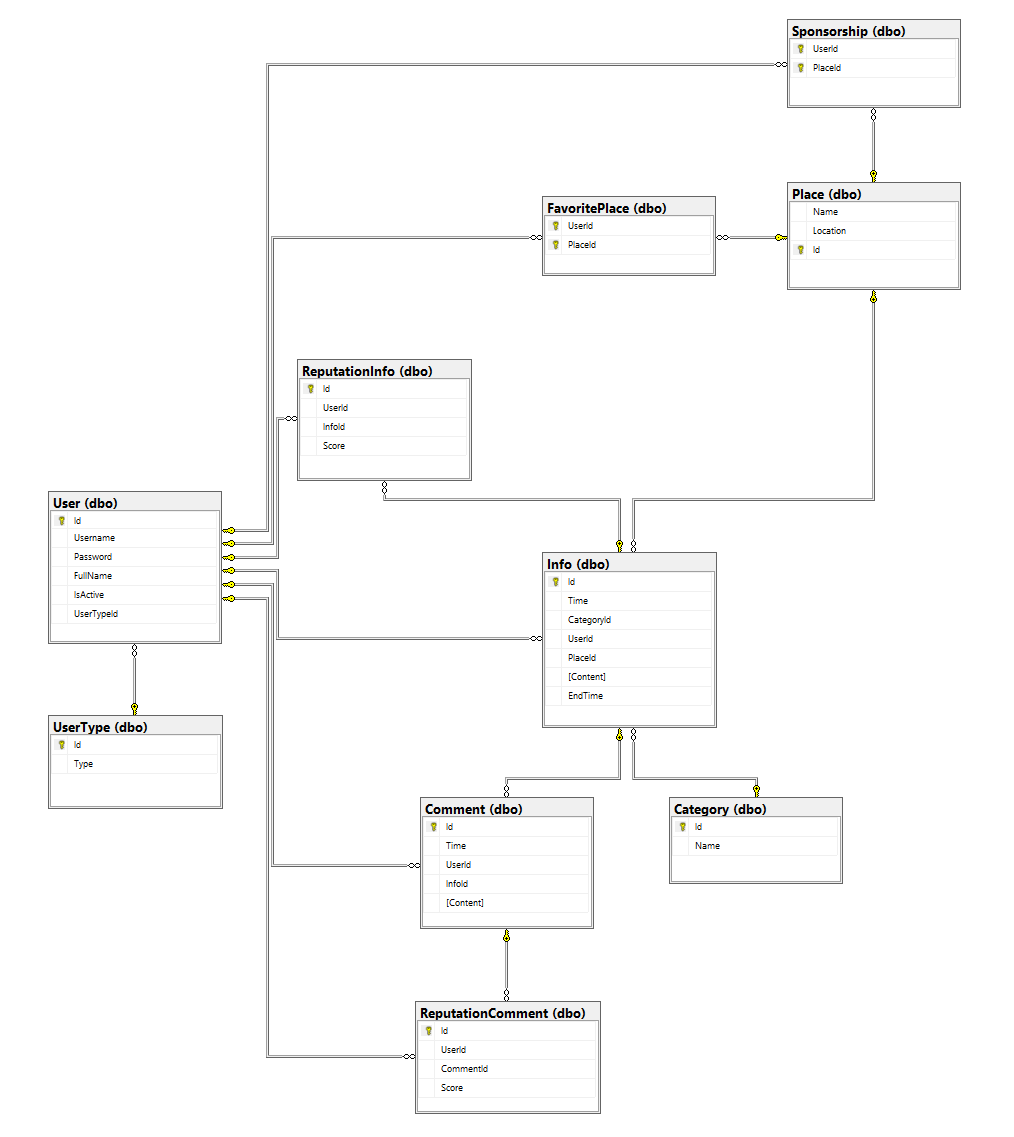 Sponsorship (dbo)
UserId
PlaceId
Place (dbo)
Name
Location
Id
FavoritePlace (dbo)
UserId
PlaceId
ReputationInfo (dbo)
Id
UserId
InfoId
Score
User (dbo)
Id
Username
Password
FullName
IsActive
UserTypeId
Info (dbo)
Id
Time
CategoryId
UserId
PlaceId
[Content]
EndTime
UserType (dbo)
Id
Type
Comment (dbo)
Id
Time
UserId
InfoId
[Content]
Category (dbo)
Id
Name
ReputationComment (dbo)
Id
UserId
CommentId
Score